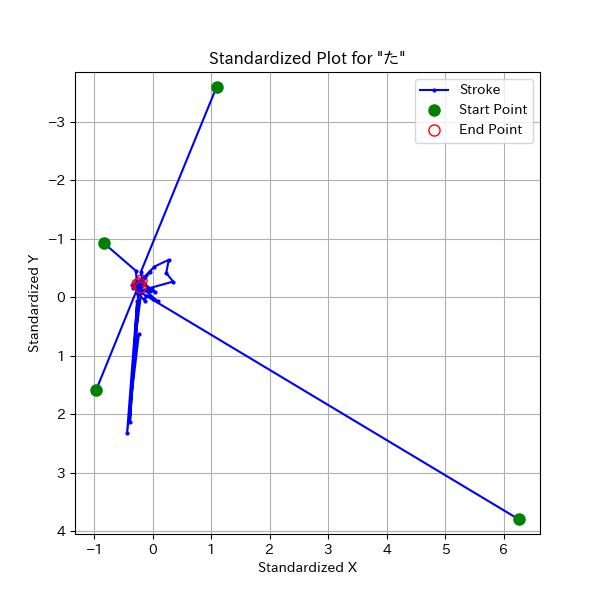 Standardized Plot for "た"
Stroke
Start Point
End Point
−3
−2
−1
0
1
2
3
4
Standardized Y
−1 0 1 2 3 4 5 6
Standardized X